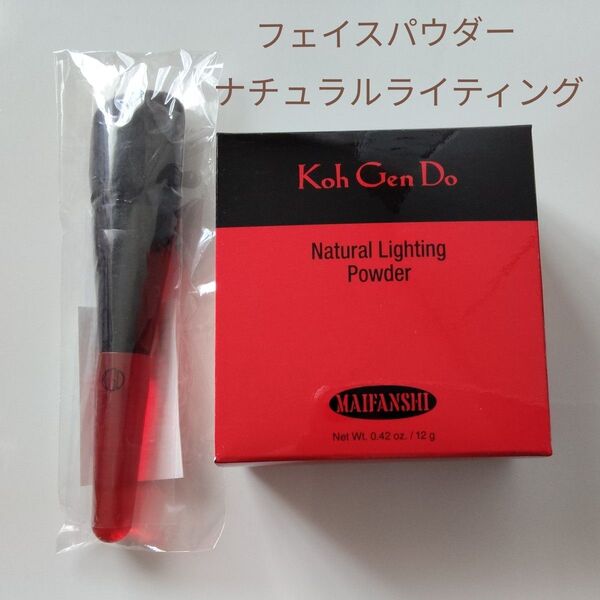 フェイスパウダー
ナチュラルライティング
Koh Gen Do
Natural Lighting
Powder
MAIFANSHI
Net Wt. 0.42 oz. / 12 g